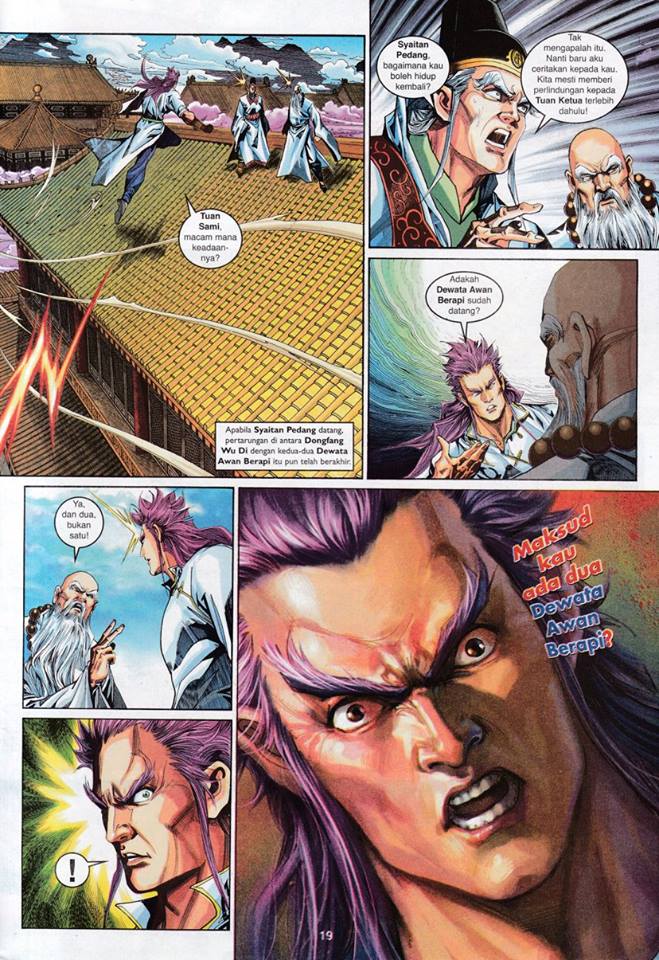 Tuan
Sami,
macam mana
keadaan-
nya?
Apabila Syaitan Pedang datang,
pertarungan di antara Dongfang
Wu Di dengan kedua-dua Dewata
Awan Berapi itu pun telah berakhir.
Syaitan
Pedang,
bagaimana kau
boleh hidup
kembali?
Tak
mengapalah itu.
Nanti baru aku
ceritakan kepada kau.
Kita mesti memberi
perlindungan kepada
Tuan Ketua terlebih
dahulu!
Adakah
Dewata Awan
Berapi sudah
datang?
Ya,
dan dua,
bukan
satu!
!
Maksud
kau
ada dua
Dewata
Awan
Berapi?
19